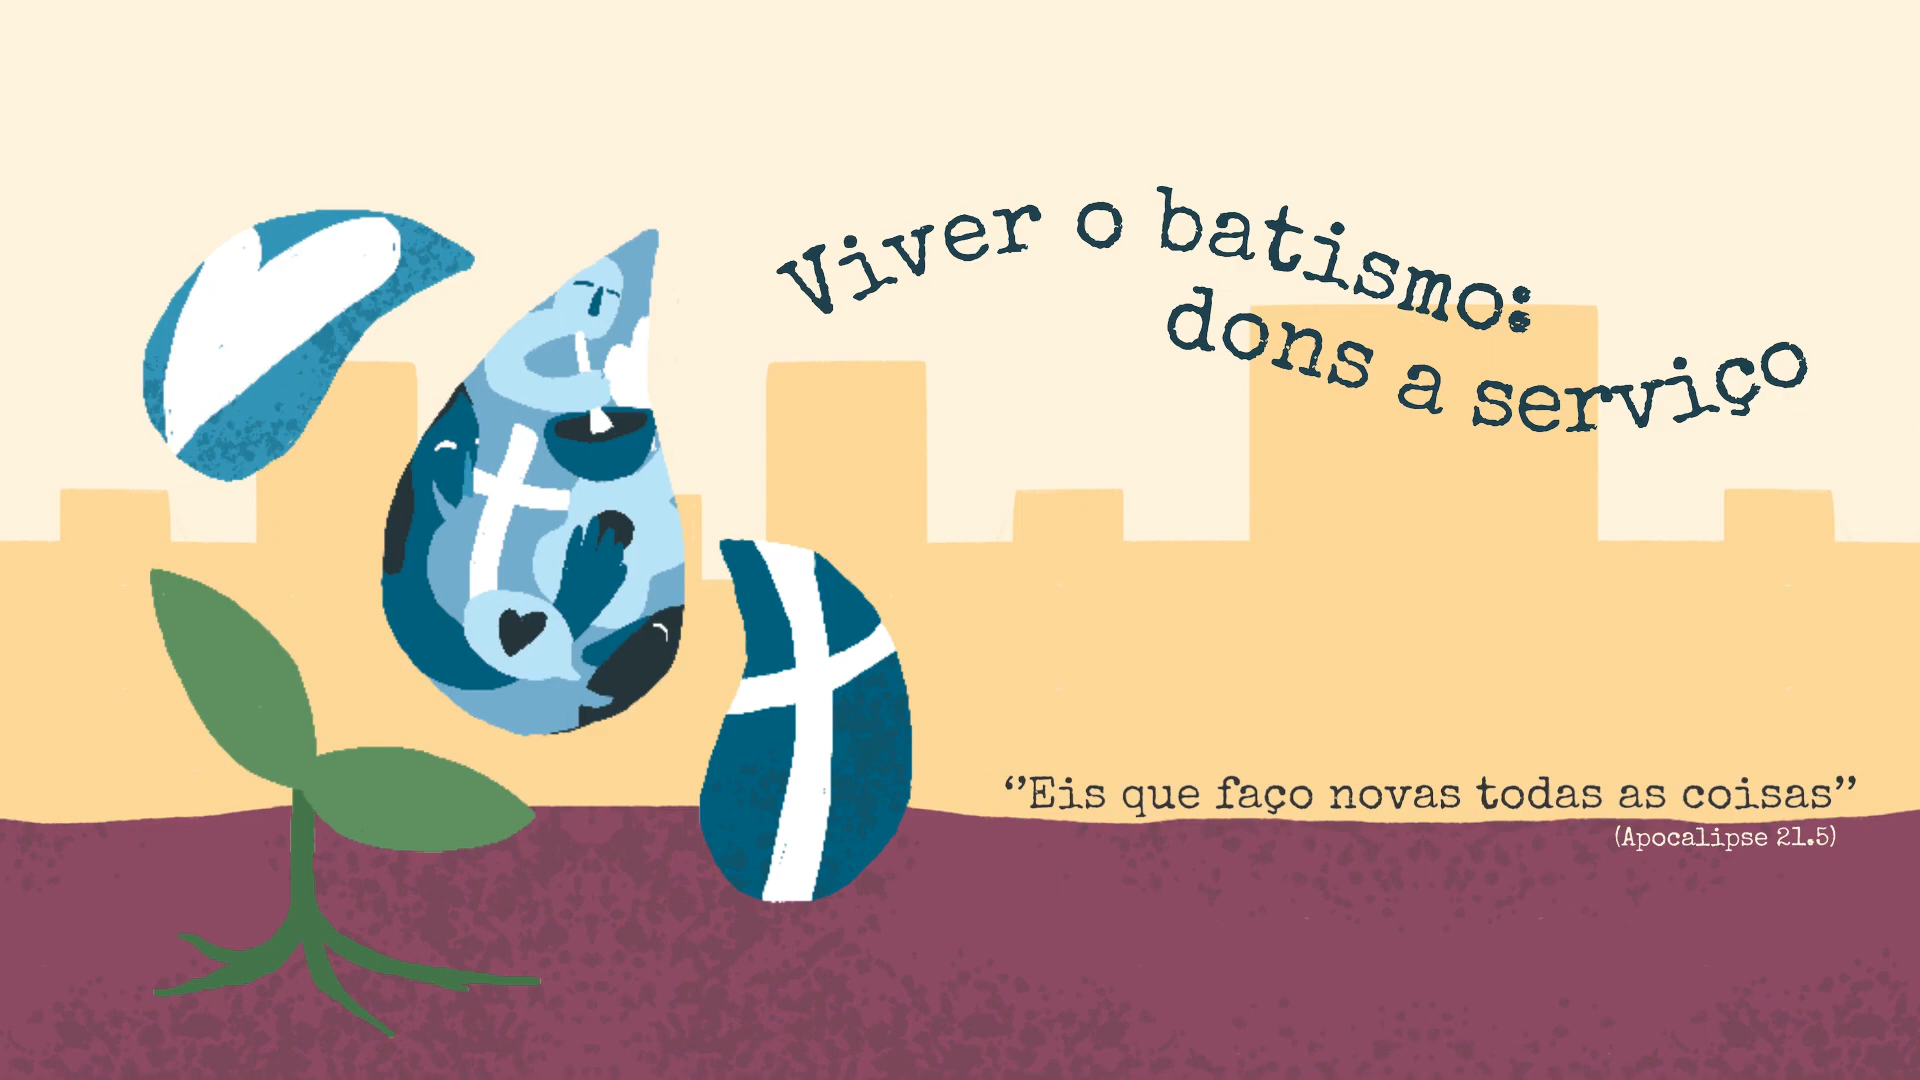 Viver o batismo:
dons a serviço
‘’Eis que faço novas todas as coisas’’
(Apocalipse 21.5)